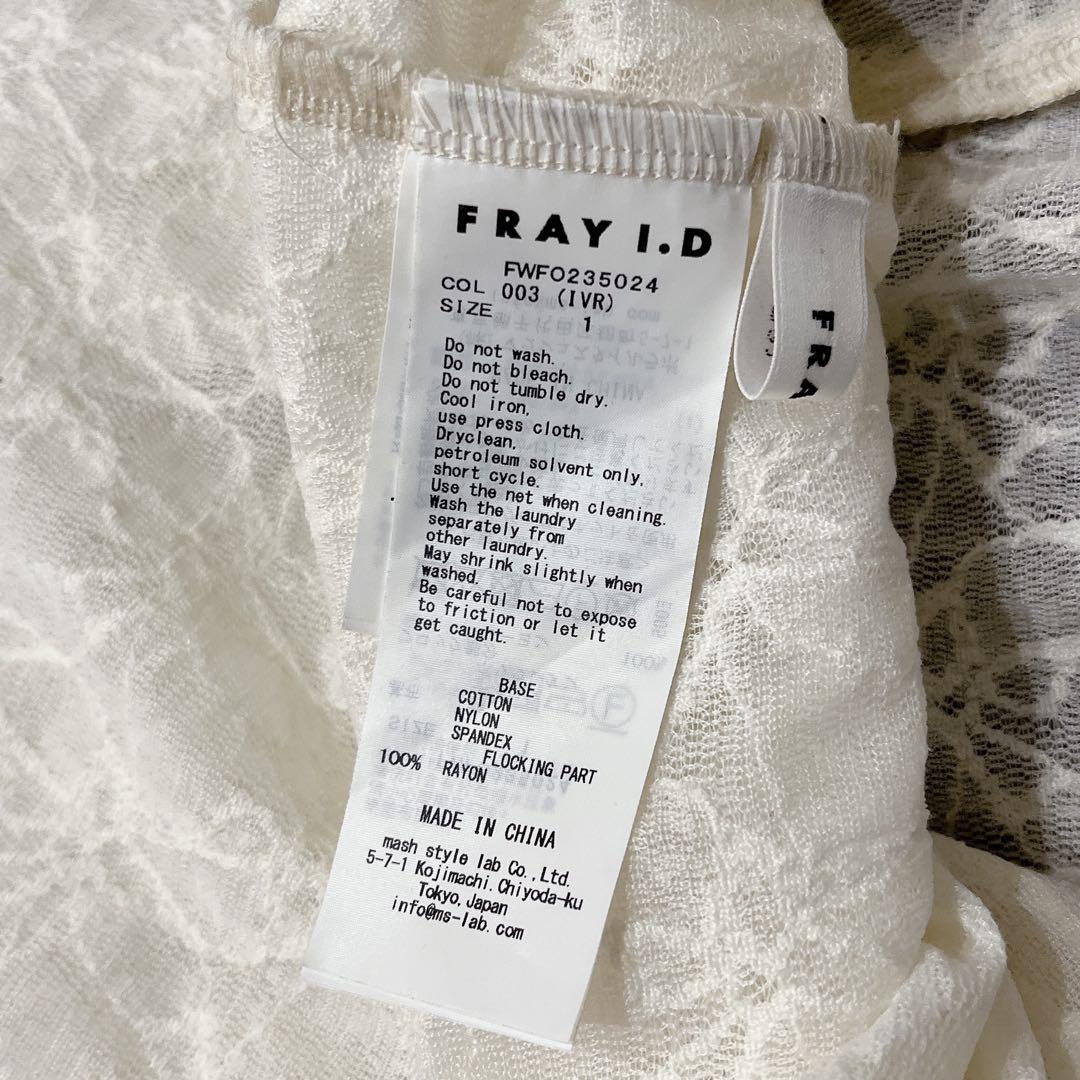 FRAY I.D
FWFO235024
COL 003 (IVR)
SIZE 1
Do not wash.
Do not bleach.
Do not tumble dry.
Cool iron,
use press cloth.
Dryclean,
petroleum solvent only,
short cycle.
Use the net when cleaning.
Wash the laundry
separately from
other laundry.
May shrink slightly when
washed.
Be careful not to expose
to friction or let it
get caught.
BASE
COTTON
NYLON
SPANDEX
FLOCKING PART
100% RAYON
MADE IN CHINA
mash style lab Co.,Ltd.
5-7-1 Kojimachi.Chiyoda-ku
Tokyo,Japan
info@ms-lab.com
FRA